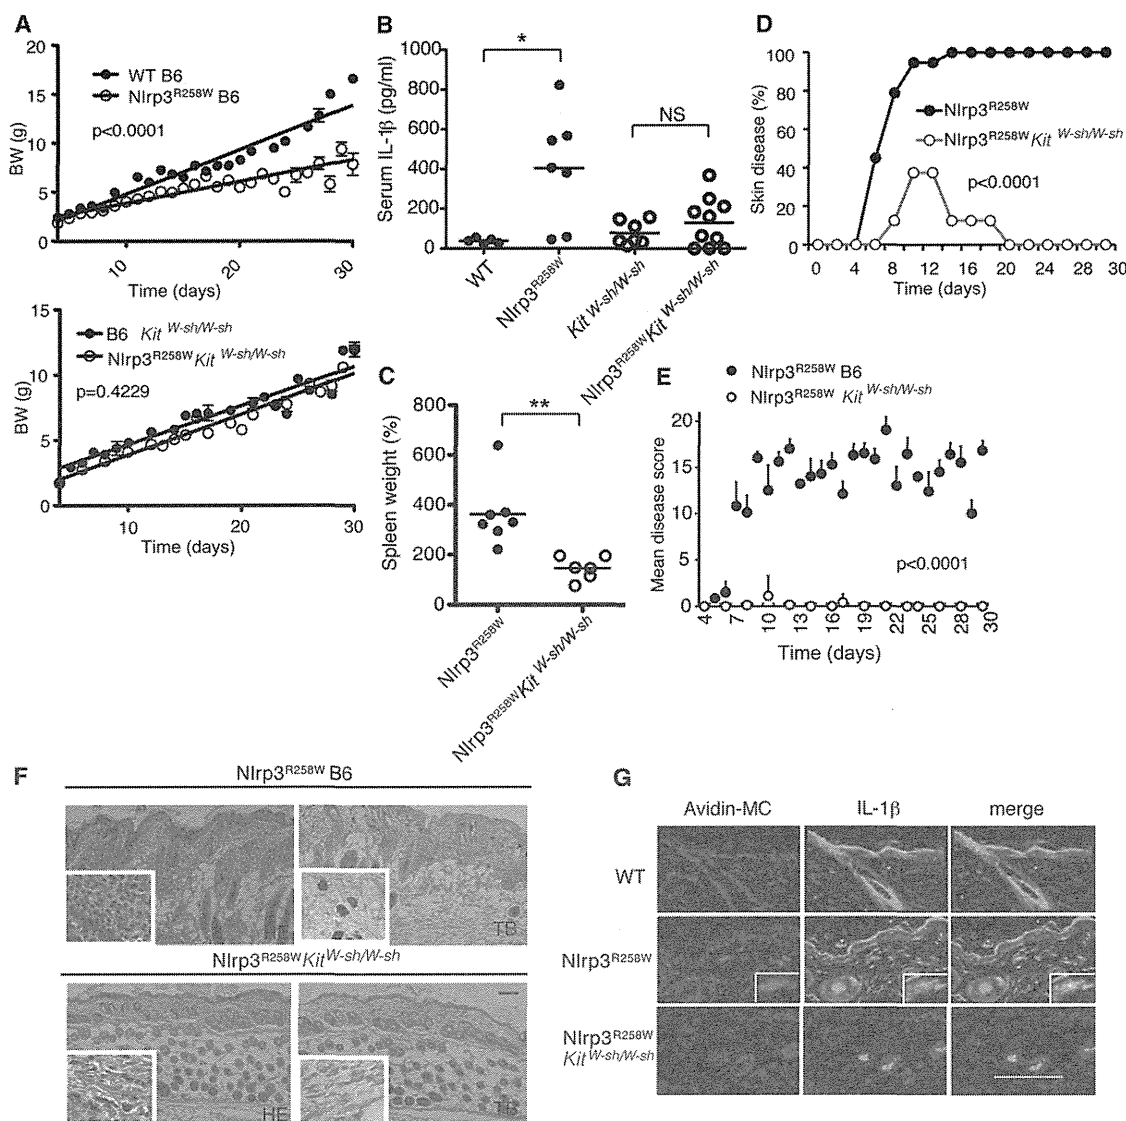 A
20
15
10
5
0
BW (g)
WT B6
Nlrp3R258W B6
p<0.0001
10
20
30
Time (days)
15
10
5
0
BW (g)
B6 Kit W-sh/W-sh
Nlrp3R258W Kit W-sh/W-sh
p=0.4229
10
20
30
Time (days)
B
1000
800
600
400
200
0
Serum IL-1β (pg/ml)
*
NS
WT
Nlrp3R258W
Kit W-sh/W-sh
Nlrp3R258W Kit W-sh/W-sh
C
800
600
400
200
0
Spleen weight (%)
**
Nlrp3R258W
Nlrp3R258W Kit W-sh/W-sh
D
100
80
60
40
20
0
Skin disease (%)
Nlrp3R258W
Nlrp3R258W Kit W-sh/W-sh
p<0.0001
0 4 8 12 16 20 24 28 30
Time (days)
E
Nlrp3R258W B6
Nlrp3R258W Kit W-sh/W-sh
20
15
10
5
0
Mean disease score
p<0.0001
4 7 10 13 16 19 22 25 28 30
Time (days)
F
Nlrp3R258W B6
HE
TB
Nlrp3R258W Kit W-sh/W-sh
HE
TB
G
Avidin-MC
IL-1β
merge
WT
Nlrp3R258W
Nlrp3R258W
Kit W-sh/W-sh